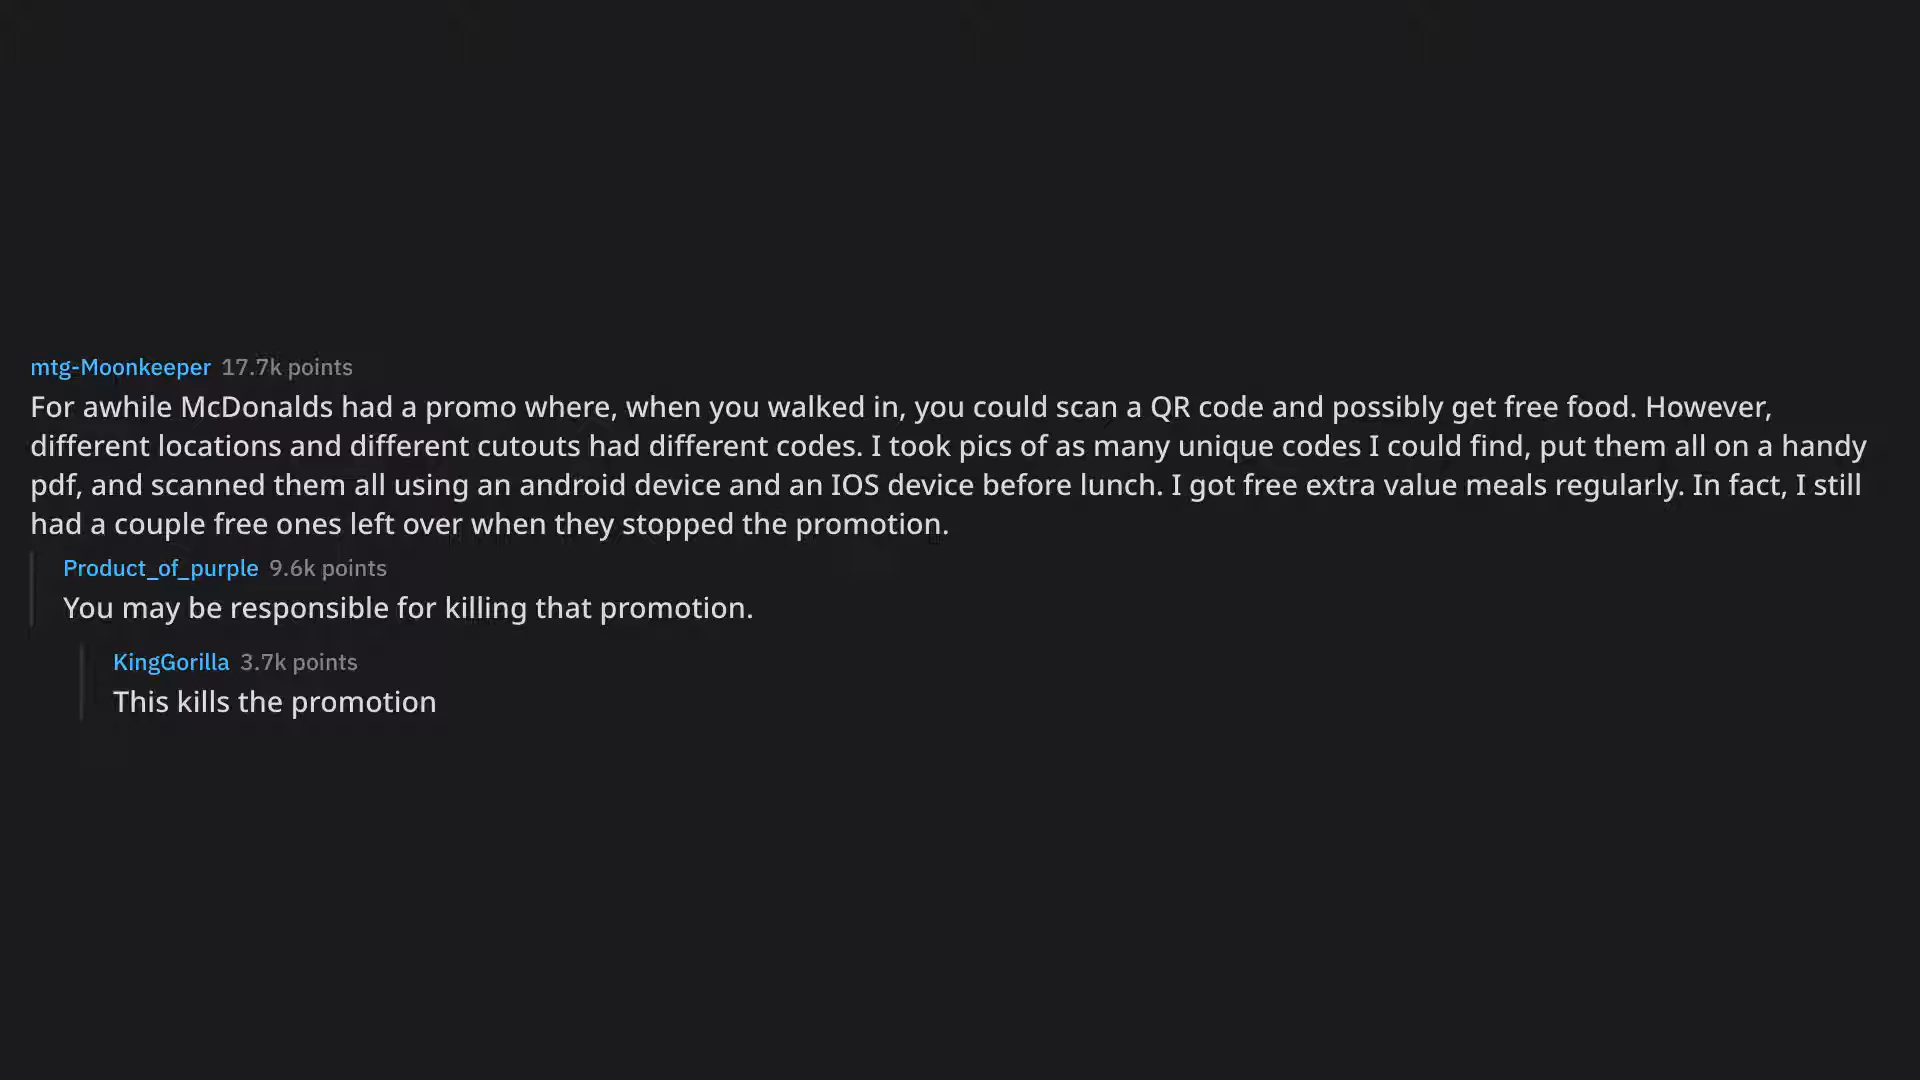 mtg-Moonkeeper 17.7k points
For awhile McDonalds had a promo where, when you walked in, you could scan a QR code and possibly get free food. However,
different locations and different cutouts had different codes. I took pics of as many unique codes I could find, put them all on a handy
pdf, and scanned them all using an android device and an IOS device before lunch. I got free extra value meals regularly. In fact, I still
had a couple free ones left over when they stopped the promotion.
Product_of_purple 9.6k points
You may be responsible for killing that promotion.
KingGorilla 3.7k points
This kills the promotion